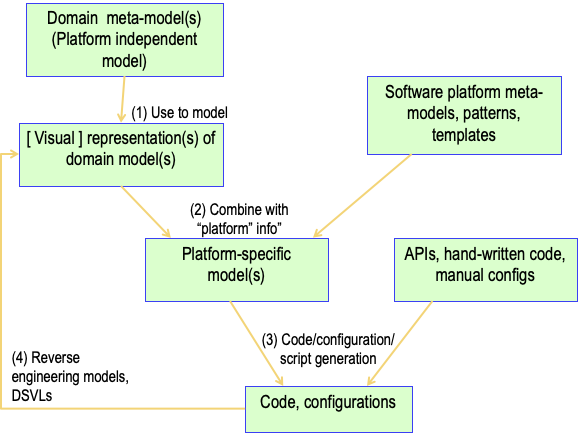 Domain meta-model(s)
(Platform independent
model)
(1) Use to model
Software platform meta-
models, patterns,
templates
[ Visual ] representation(s) of
domain model(s)
(2) Combine with
“platform” info”
Platform-specific
model(s)
APIs, hand-written code,
manual configs
(3) Code/configuration/
script generation
(4) Reverse
engineering models,
DSVLs
Code, configurations